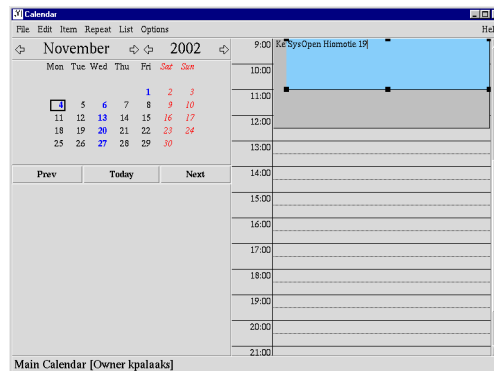 Calendar
File Edit Item Repeat List Options Hel
November 2002
Mon Tue Wed Thu Fri Sat Sun
1 2 3
4 5 6 7 8 9 10
11 12 13 14 15 16 17
18 19 20 21 22 23 24
25 26 27 28 29 30
Prev Today Next
9:00 Ke SysOpen Hiomotie 19
10:00
11:00
12:00
13:00
14:00
15:00
16:00
17:00
18:00
19:00
20:00
21:00
Main Calendar [Owner kpalaaks]